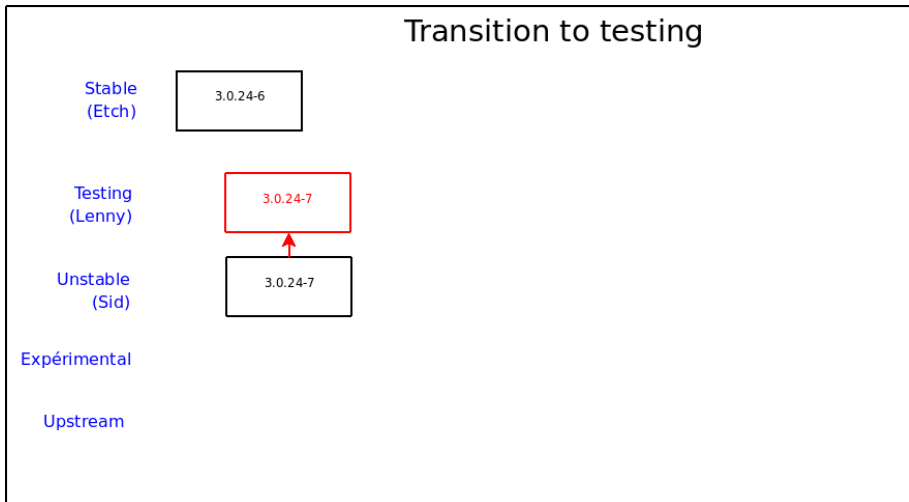 Transition to testing
Stable
(Etch)
3.0.24-6
Testing
(Lenny)
3.0.24-7
Unstable
(Sid)
3.0.24-7
Expérimental
Upstream